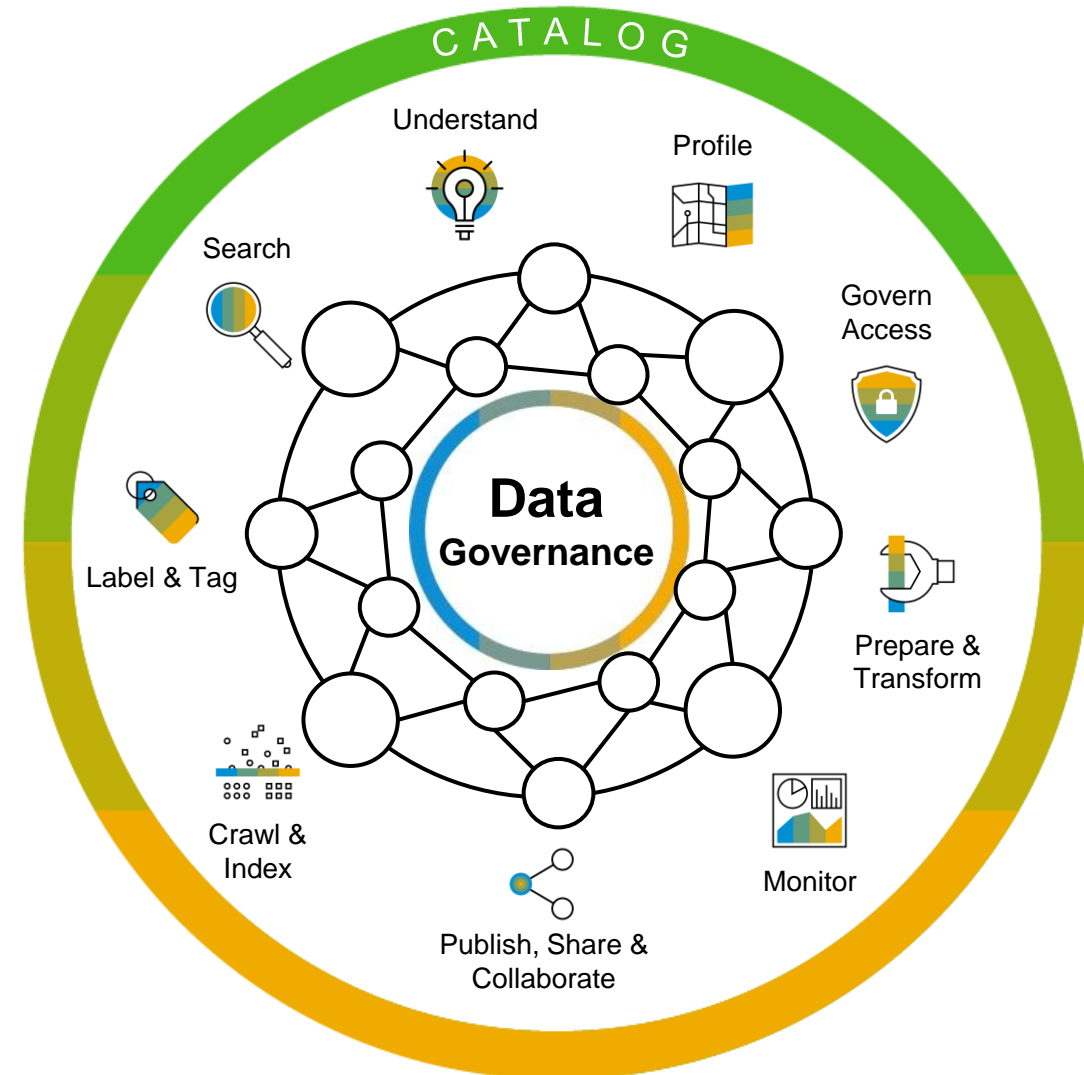 CATALOG
Understand
Profile
Search
Govern
Access
Data
Governance
Label & Tag
Prepare &
Transform
Crawl &
Index
Monitor
Publish, Share &
Collaborate